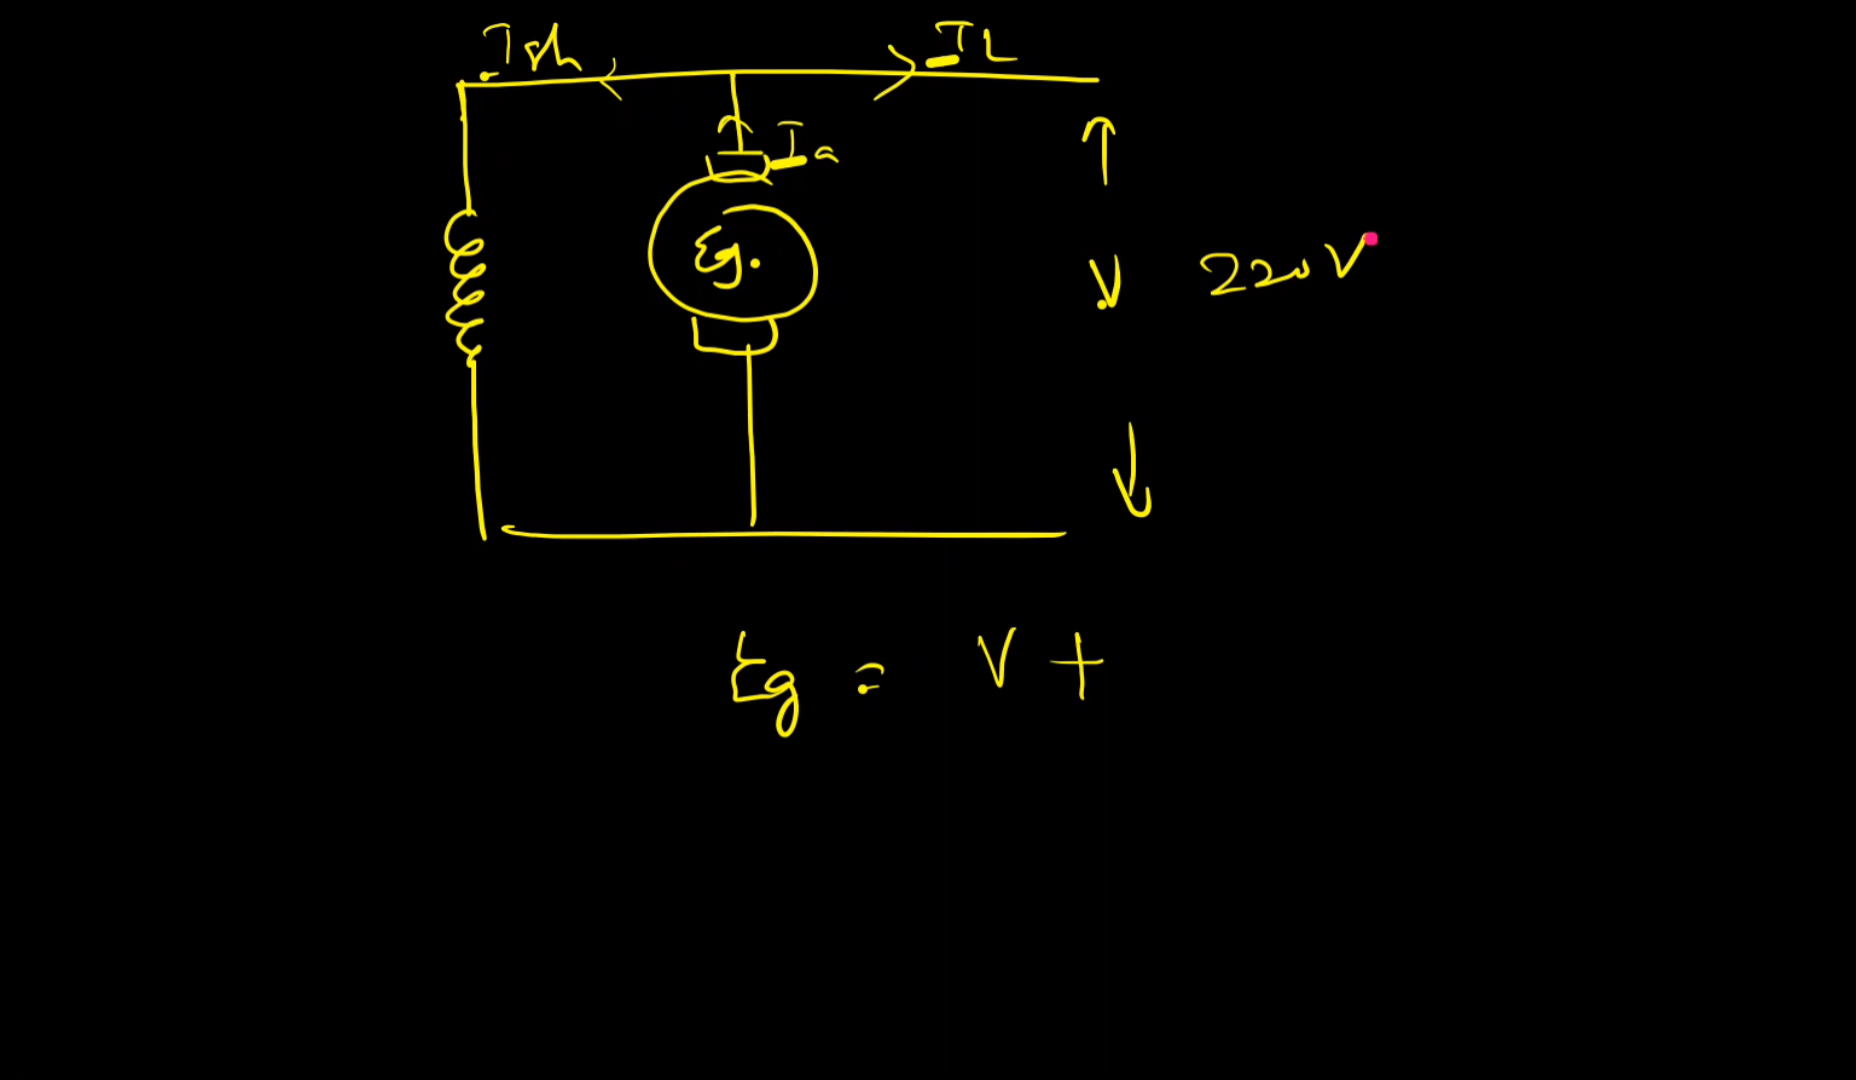 Ish
IL
Ia
Eg.
V 220V
Eg = V +